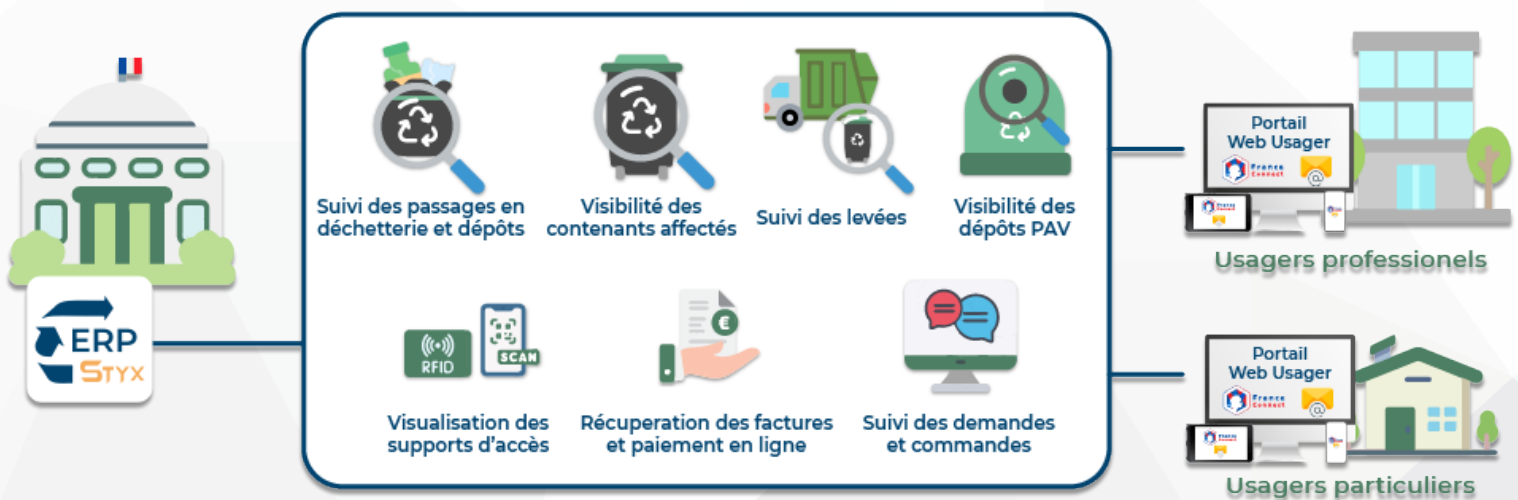 Suivi des passages en
déchetterie et dépôts
Visibilité des
contenants affectés
Suivi des levées
Visibilité des
dépôts PAV
ERP
STYX
RFID
SCAN
Visualisation des
supports d'accès
Récuperation des factures
et paiement en ligne
Suivi des demandes
et commandes
Portail
Web Usager
France
Connect
@
Usagers professionels
Portail
Web Usager
France
Connect
@
Usagers particuliers